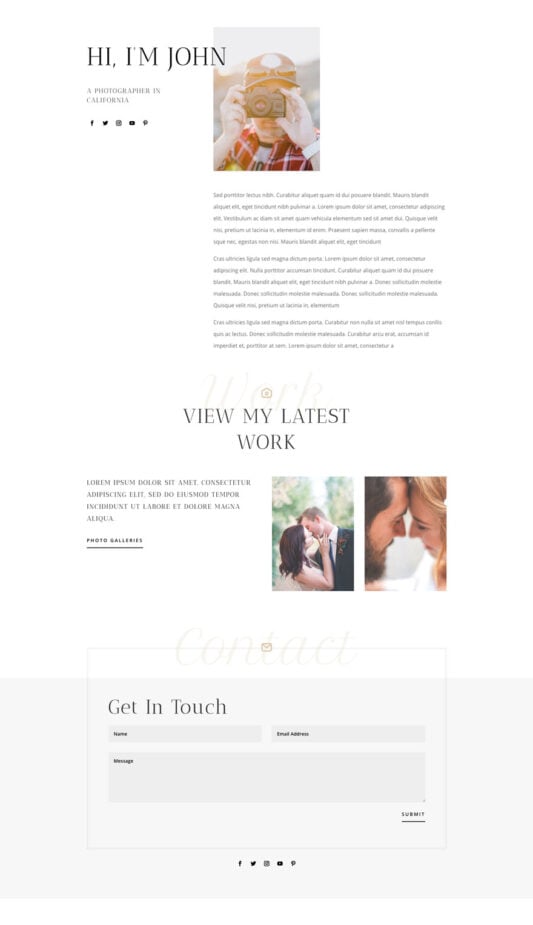 HI, I'M JOHN
A PHOTOGRAPHER IN
CALIFORNIA
Sed porttitor lectus nibh. Curabitur aliquet quam id dui posuere blandit. Mauris blandit
aliquet elit, eget tincidunt nibh pulvinar a. Lorem ipsum dolor sit amet, consectetur adipiscing
elit. Vestibulum ac diam sit amet quam vehicula elementum sed sit amet dui. Quisque velit
nisi, pretium ut lacinia in, elementum id enim. Praesent sapien massa, convallis a pellente
sque nec, egestas non nisi. Mauris blandit aliquet elit, eget tincidunt
Cras ultricies ligula sed magna dictum porta. Lorem ipsum dolor sit amet, consectetur
adipiscing elit. Nulla porttitor accumsan tincidunt. Curabitur aliquet quam id dui posuere
blandit. Mauris blandit aliquet elit, eget tincidunt nibh pulvinar a. Donec sollicitudin molestie
malesuada. Donec sollicitudin molestie malesuada. Donec sollicitudin molestie malesuada.
Quisque velit nisi, pretium ut lacinia in, elementum
Cras ultricies ligula sed magna dictum porta. Curabitur non nulla sit amet nisl tempus conllis
quis ac lectus. Donec sollicitudin molestie malesuada. Curabitur arcu erat, accumsan id
imperdiet et, porttitor at sem. Lorem ipsum dolor sit amet, consectetur a
Work
VIEW MY LATEST
WORK
LOREM IPSUM DOLOR SIT AMET, CONSECTETUR
ADIPISCING ELIT, SED DO EIUSMOD TEMPOR
INCIDIDUNT UT LABORE ET DOLORE MAGNA
ALIQUA.
PHOTO GALLERIES
Contact
Get In Touch
Name
Email Address
Message
SUBMIT